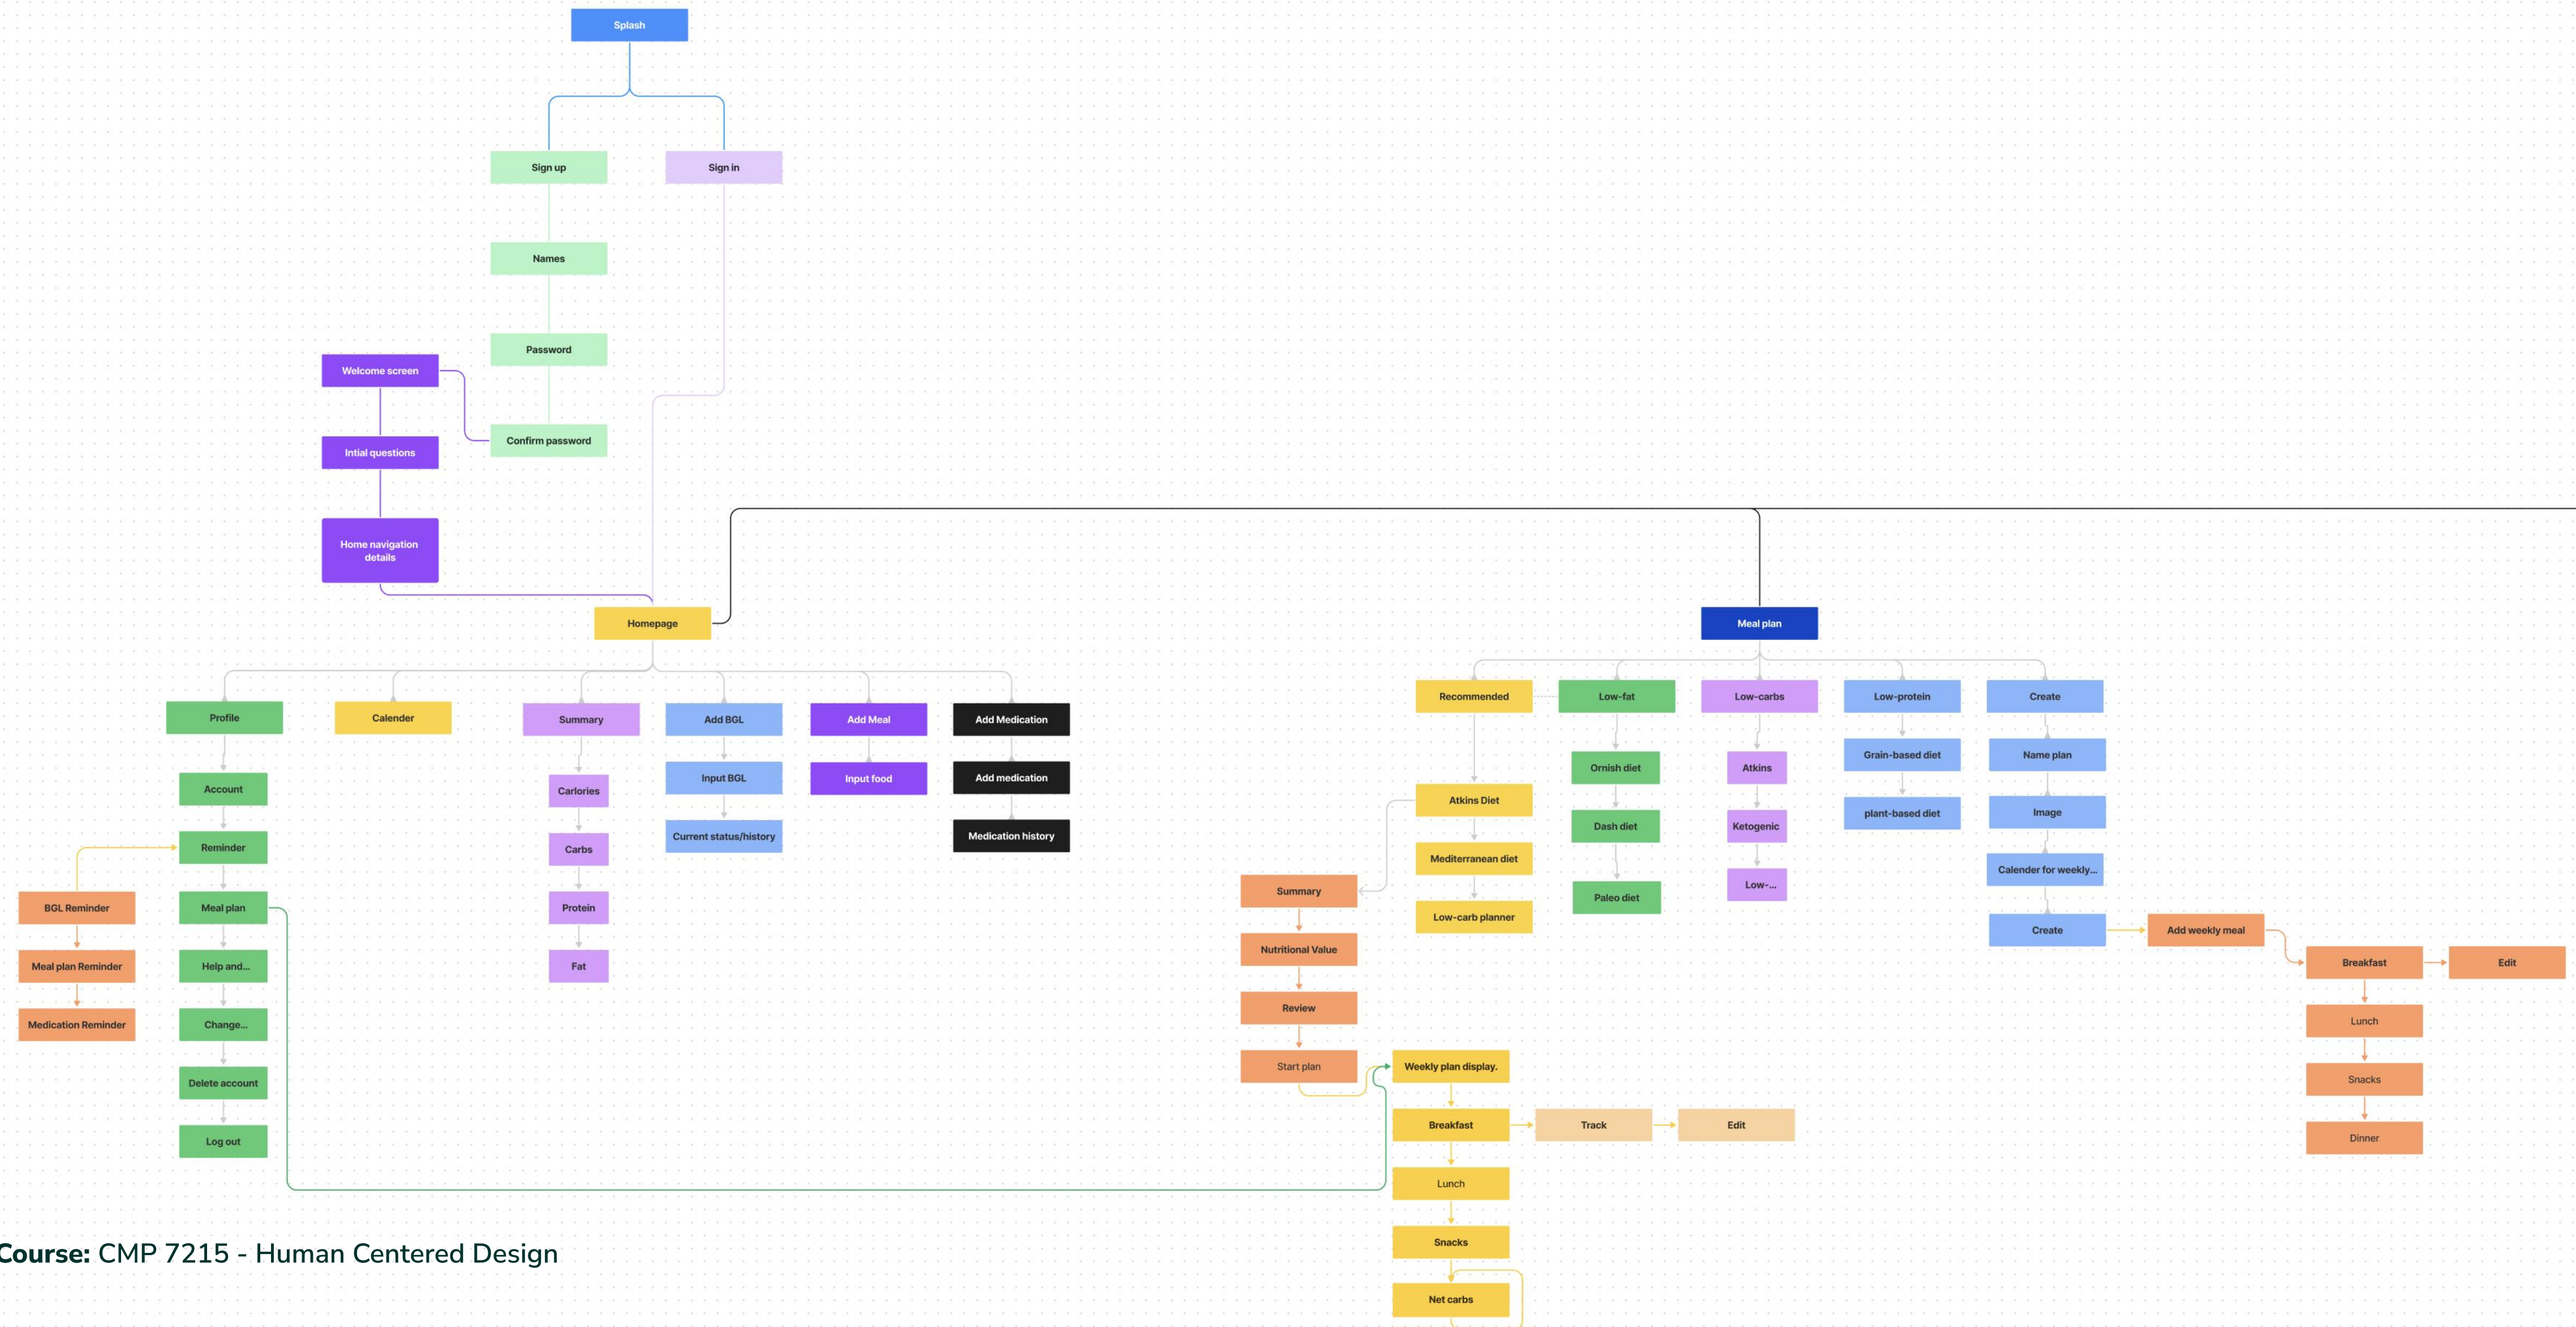 Splash
Sign up
Sign in
Names
Password
Welcome screen
Confirm password
Intial questions
Home navigation
details
Homepage
Meal plan
Profile
Calender
Summary
Add BGL
Add Meal
Add Medication
Recommended
Low-fat
Low-carbs
Low-protein
Create
Account
Reminder
Meal plan
Help and...
Change...
Delete account
Log out
BGL Reminder
Meal plan Reminder
Medication Reminder
Carlories
Carbs
Protein
Fat
Input BGL
Current status/history
Input food
Add medication
Medication history
Atkins Diet
Mediterranean diet
Low-carb planner
Summary
Nutritional Value
Review
Start plan
Weekly plan display.
Breakfast
Track
Edit
Lunch
Snacks
Net carbs
Ornish diet
Dash diet
Paleo diet
Atkins
Ketogenic
Low-...
Grain-based diet
plant-based diet
Name plan
Image
Calender for weekly...
Create
Add weekly meal
Breakfast
Edit
Lunch
Snacks
Dinner
Course: CMP 7215 - Human Centered Design